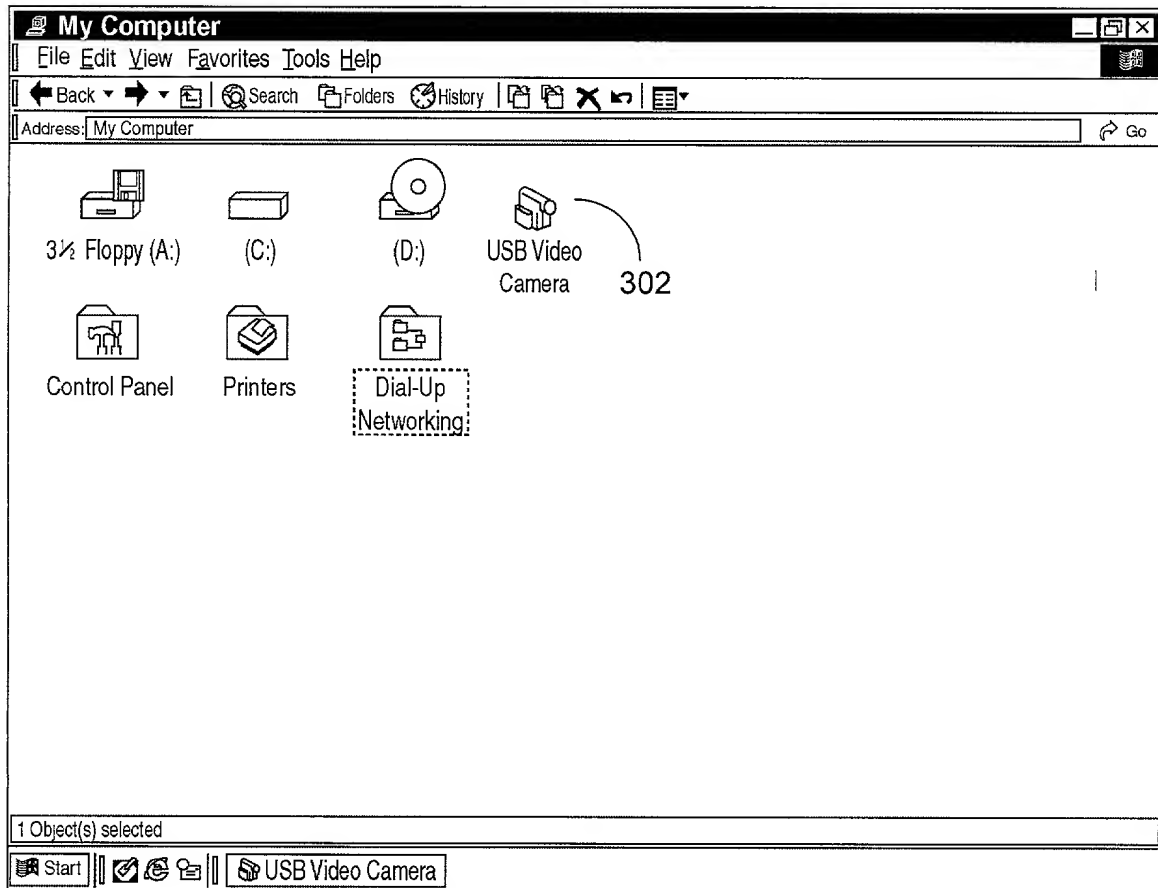 My Computer
File Edit View Favorites Tools Help
Back Search Folders History
Address: My Computer Go
3½ Floppy (A:) (C:) (D:) USB Video
Camera 302
Control Panel Printers Dial-Up
Networking
1 Object(s) selected
Start USB Video Camera